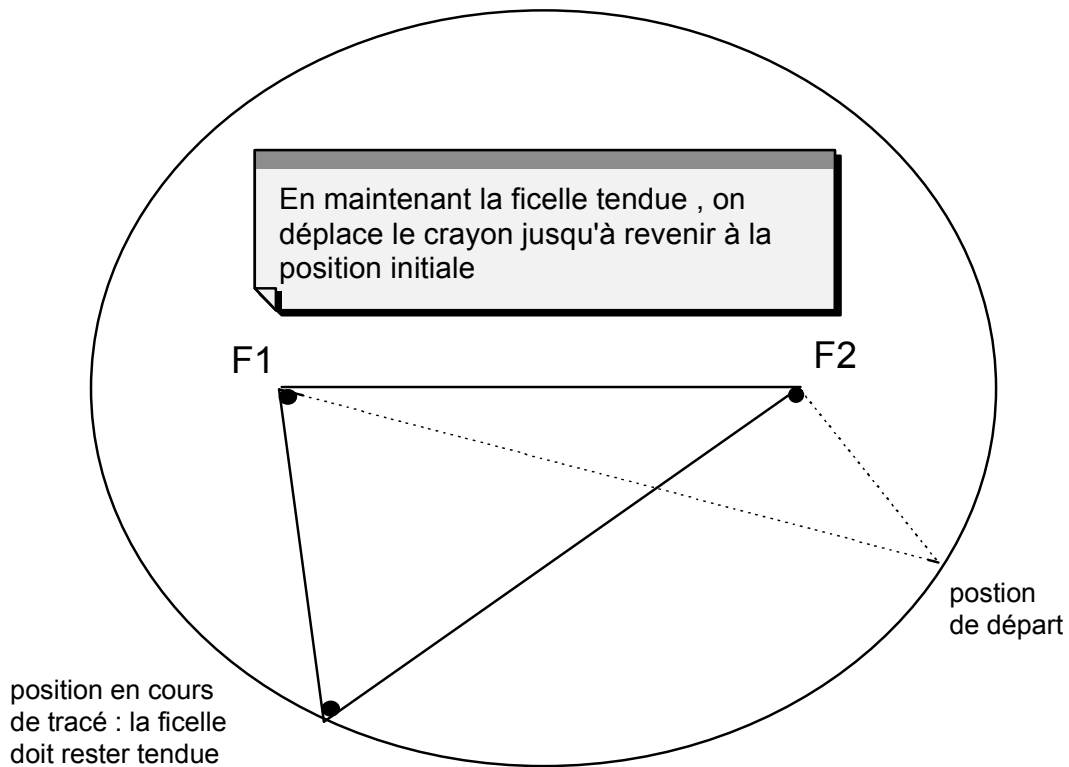 En maintenant la ficelle tendue , on
déplace le crayon jusqu'à revenir à la
position initiale
F1
F2
postion
de départ
position en cours
de tracé : la ficelle
doit rester tendue